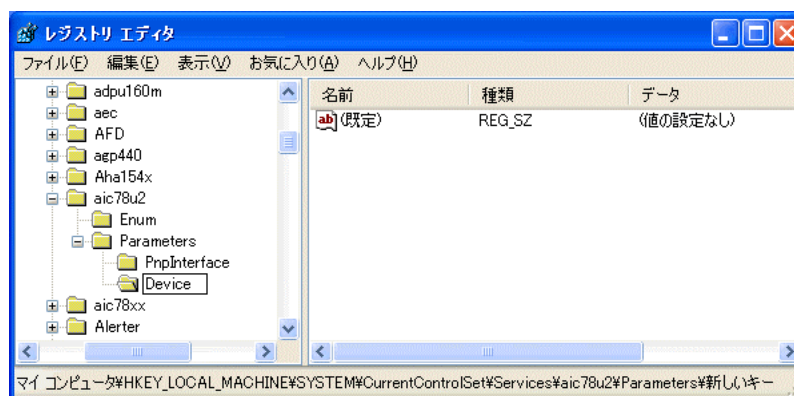 レジストリ エディタ
ファイル(F) 編集(E) 表示(V) お気に入り(A) ヘルプ(H)
名前 種類 データ
adpu160m
ab (既定) REG_SZ (値の設定なし)
aec
AFD
agp440
Aha154x
aic78u2
Enum
Parameters
PnpInterface
Device
aic78xx
Alerter
マイ コンピュータ¥HKEY_LOCAL_MACHINE¥SYSTEM¥CurrentControlSet¥Services¥aic78u2¥Parameters¥新しいキー